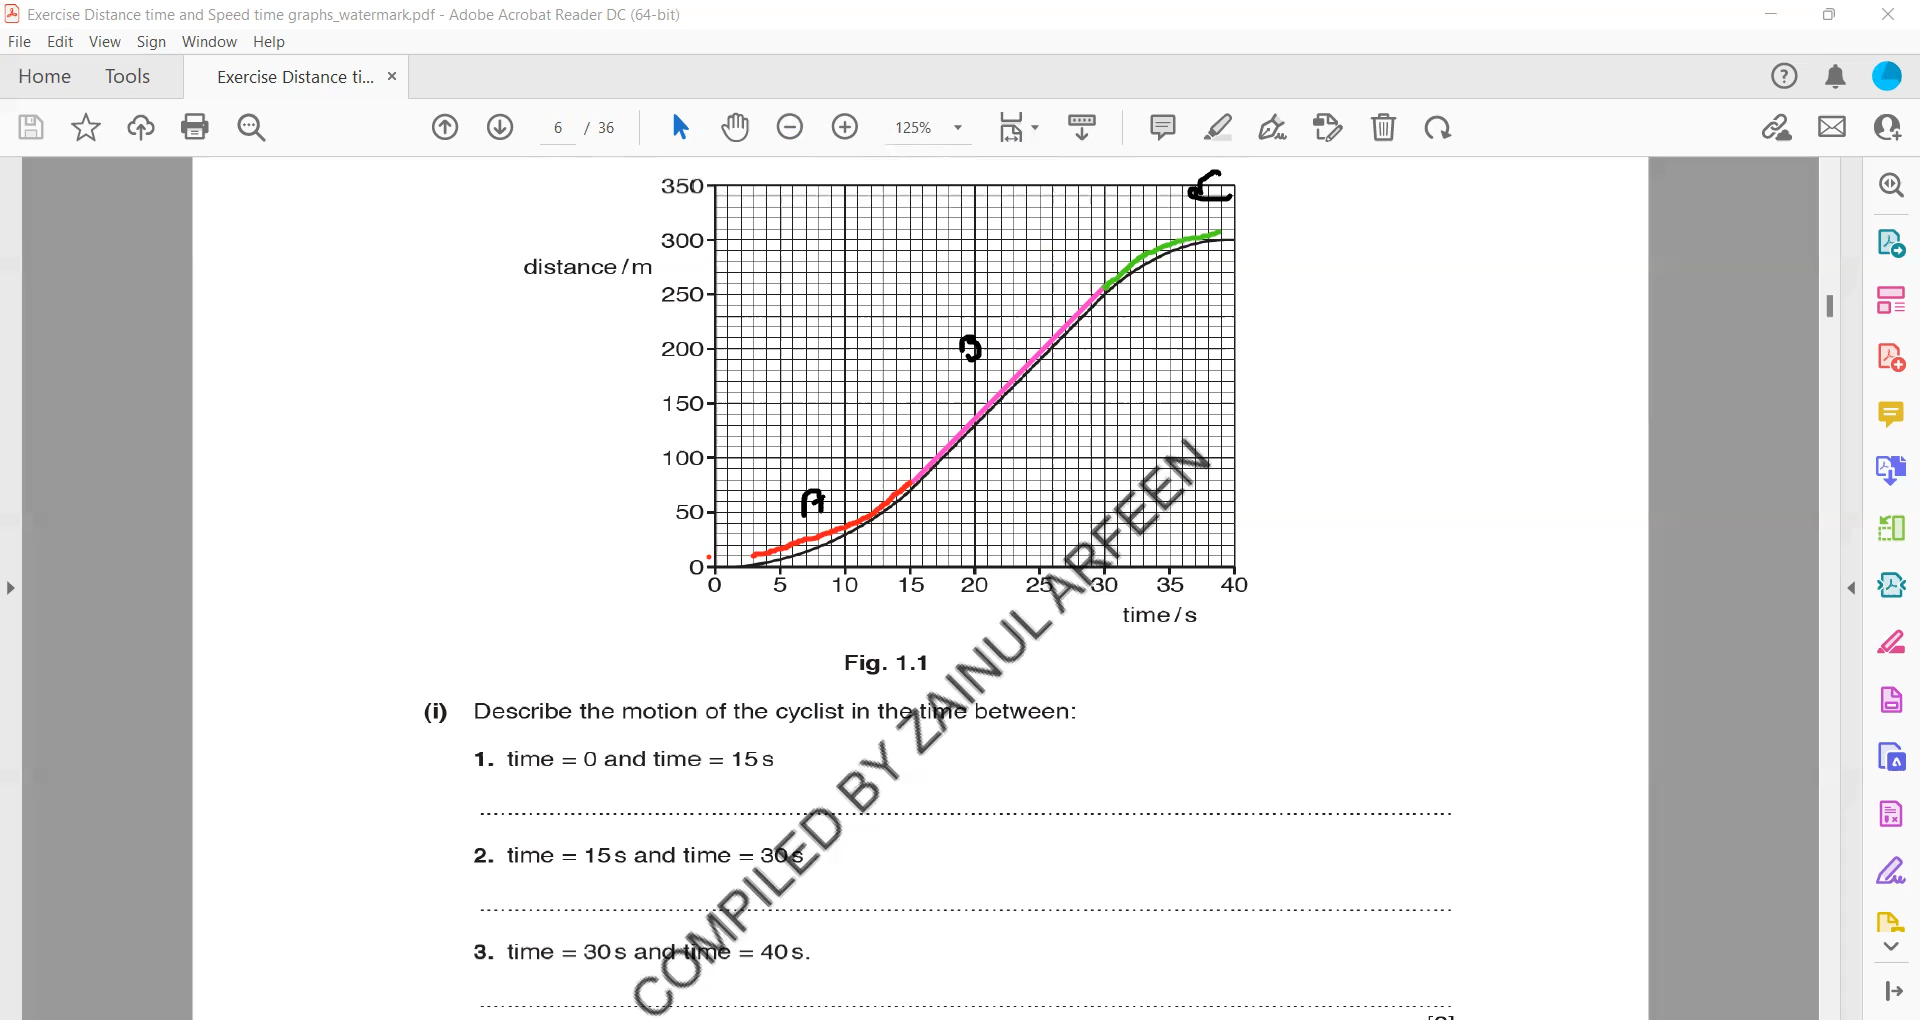 Exercise Distance time and Speed time graphs_watermark.pdf - Adobe Acrobat Reader DC (64-bit)
File Edit View Sign Window Help
Home Tools Exercise Distance ti... ×
6 / 36 125%
350
300
distance / m
250
200
150
100
50
0
0 5 10 15 20 25 30 35 40
time / s
A
B
C
Fig. 1.1
(i) Describe the motion of the cyclist in the time between:
1. time = 0 and time = 15 s
2. time = 15 s and time = 30 s
3. time = 30 s and time = 40 s.
COMPILED BY ZAINUL ARFEEN